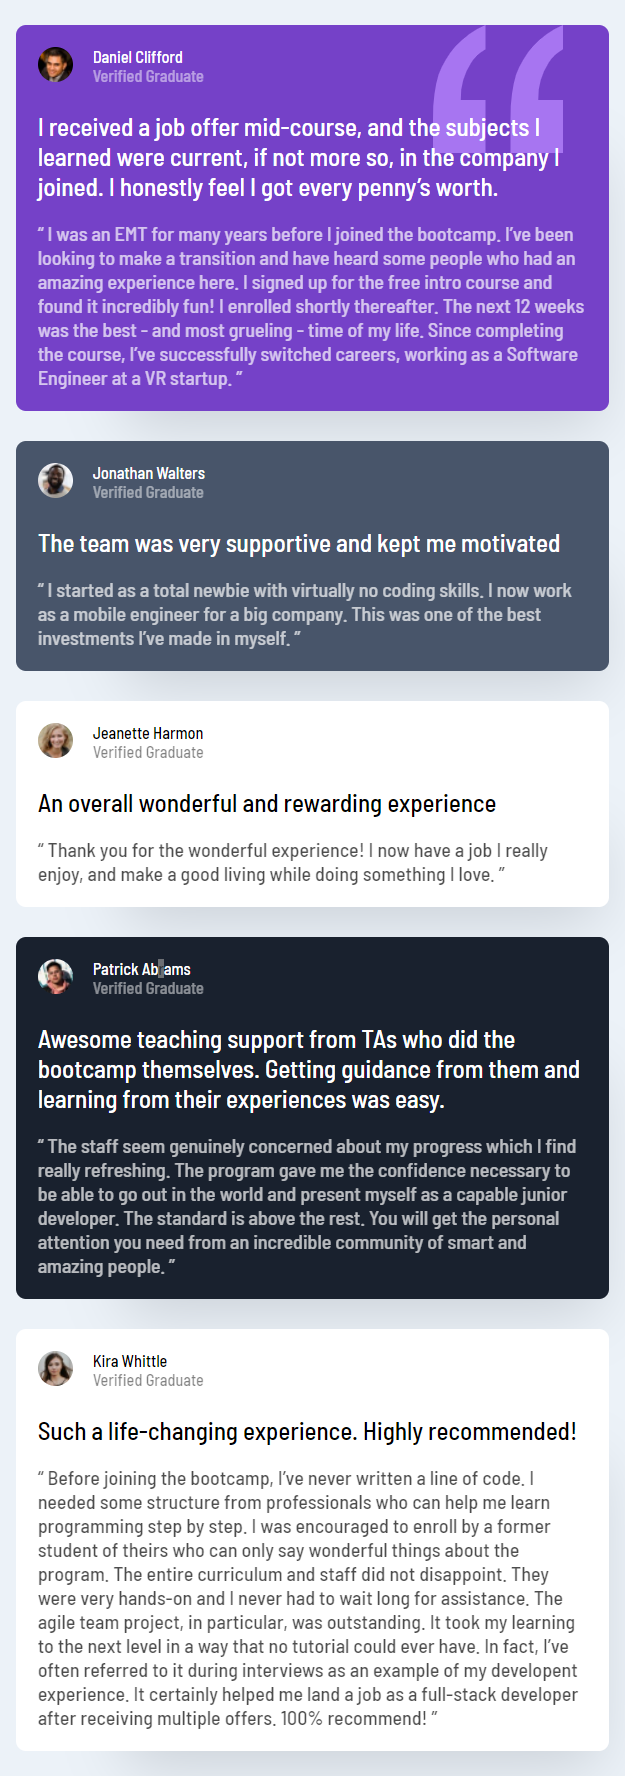 Daniel Clifford
Verified Graduate
I received a job offer mid-course, and the subjects I
learned were current, if not more so, in the company I
joined. I honestly feel I got every penny’s worth.
“ I was an EMT for many years before I joined the bootcamp. I’ve been
looking to make a transition and have heard some people who had an
amazing experience here. I signed up for the free intro course and
found it incredibly fun! I enrolled shortly thereafter. The next 12 weeks
was the best - and most grueling - time of my life. Since completing
the course, I’ve successfully switched careers, working as a Software
Engineer at a VR startup. ”
Jonathan Walters
Verified Graduate
The team was very supportive and kept me motivated
” I started as a total newbie with virtually no coding skills. I now work
as a mobile engineer for a big company. This was one of the best
investments I’ve made in myself. ”
Jeanette Harmon
Verified Graduate
An overall wonderful and rewarding experience
“ Thank you for the wonderful experience! I now have a job I really
enjoy, and make a good living while doing something I love. ”
Patrick Abrams
Verified Graduate
Awesome teaching support from TAs who did the
bootcamp themselves. Getting guidance from them and
learning from their experiences was easy.
“ The staff seem genuinely concerned about my progress which I find
really refreshing. The program gave me the confidence necessary to
be able to go out in the world and present myself as a capable junior
developer. The standard is above the rest. You will get the personal
attention you need from an incredible community of smart and
amazing people. ”
Kira Whittle
Verified Graduate
Such a life-changing experience. Highly recommended!
“ Before joining the bootcamp, I’ve never written a line of code. I
needed some structure from professionals who can help me learn
programming step by step. I was encouraged to enroll by a former
student of theirs who can only say wonderful things about the
program. The entire curriculum and staff did not disappoint. They
were very hands-on and I never had to wait long for assistance. The
agile team project, in particular, was outstanding. It took my learning
to the next level in a way that no tutorial could ever have. In fact, I’ve
often referred to it during interviews as an example of my developent
experience. It certainly helped me land a job as a full-stack developer
after receiving multiple offers. 100% recommend! ”